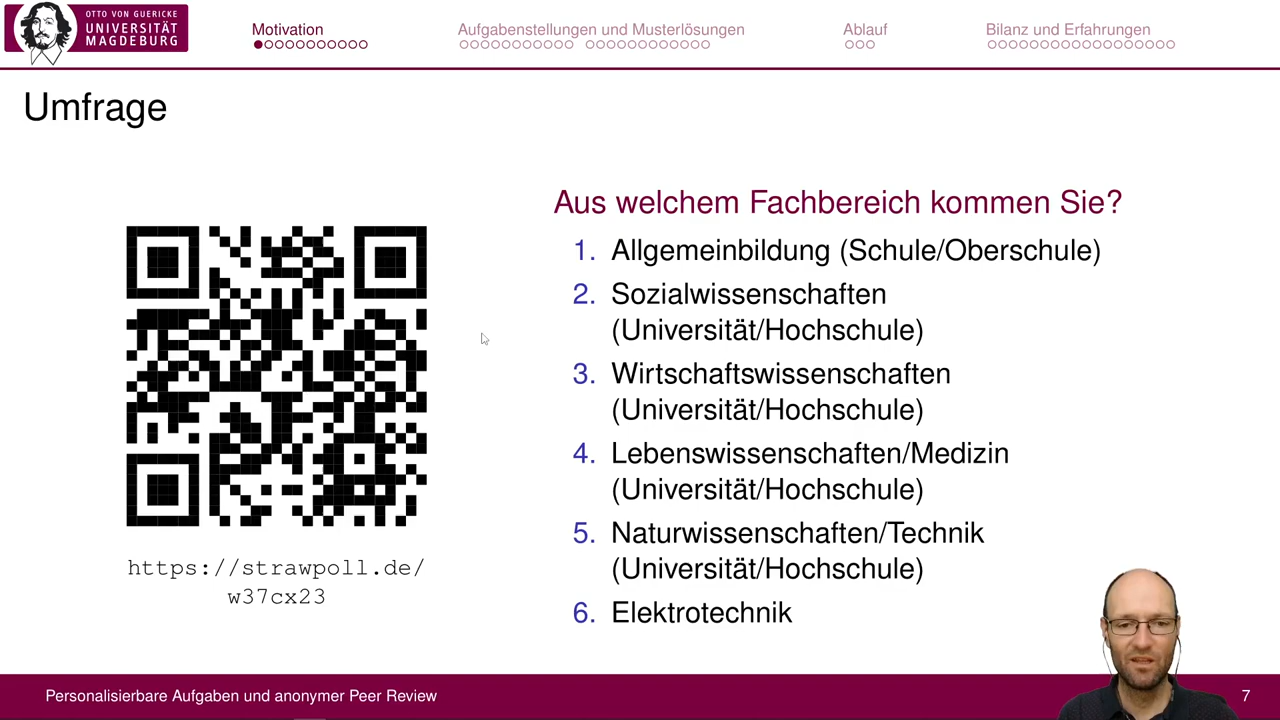 OTTO VON GUERICKE
UNIVERSITÄT
MAGDEBURG
Motivation
Aufgabenstellungen und Musterlösungen
Ablauf
Bilanz und Erfahrungen
Umfrage
https://strawpoll.de/
w37cx23
Aus welchem Fachbereich kommen Sie?
1. Allgemeinbildung (Schule/Oberschule)
2. Sozialwissenschaften
(Universität/Hochschule)
3. Wirtschaftswissenschaften
(Universität/Hochschule)
4. Lebenswissenschaften/Medizin
(Universität/Hochschule)
5. Naturwissenschaften/Technik
(Universität/Hochschule)
6. Elektrotechnik
Personalisierbare Aufgaben und anonymer Peer Review
7